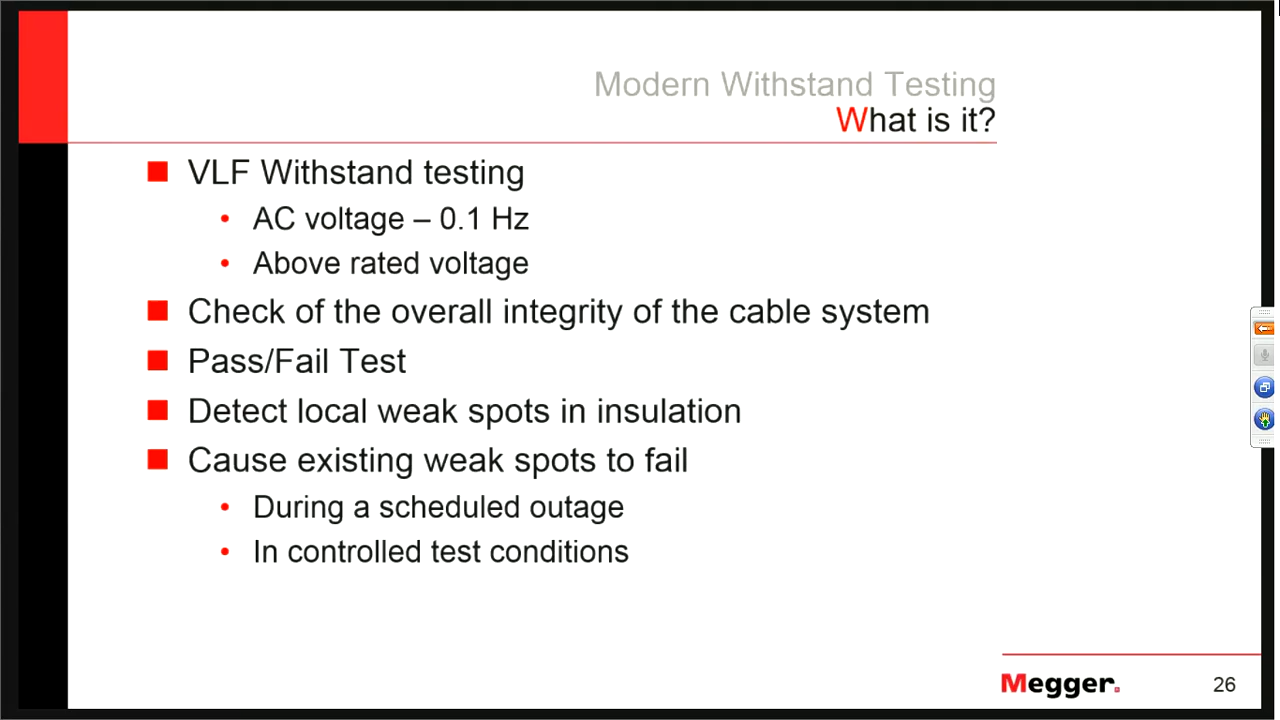 Modern Withstand Testing
What is it?
VLF Withstand testing
AC voltage – 0.1 Hz
Above rated voltage
Check of the overall integrity of the cable system
Pass/Fail Test
Detect local weak spots in insulation
Cause existing weak spots to fail
During a scheduled outage
In controlled test conditions
Megger.
26